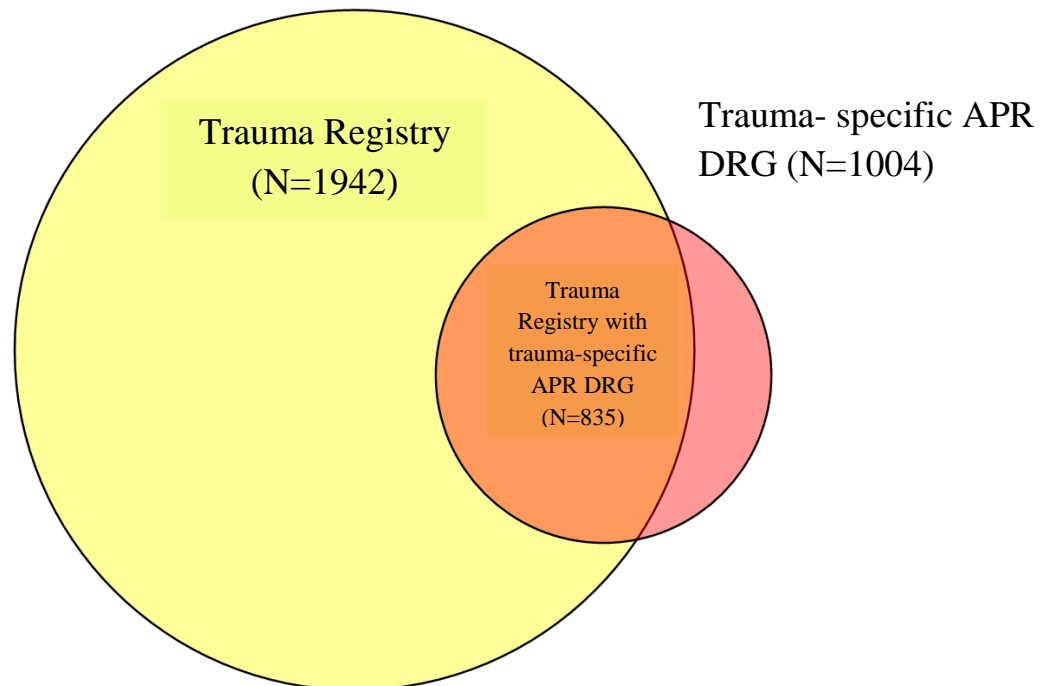 Trauma Registry
(N=1942)
Trauma- specific APR
DRG (N=1004)
Trauma
Registry with
trauma-specific
APR DRG
(N=835)